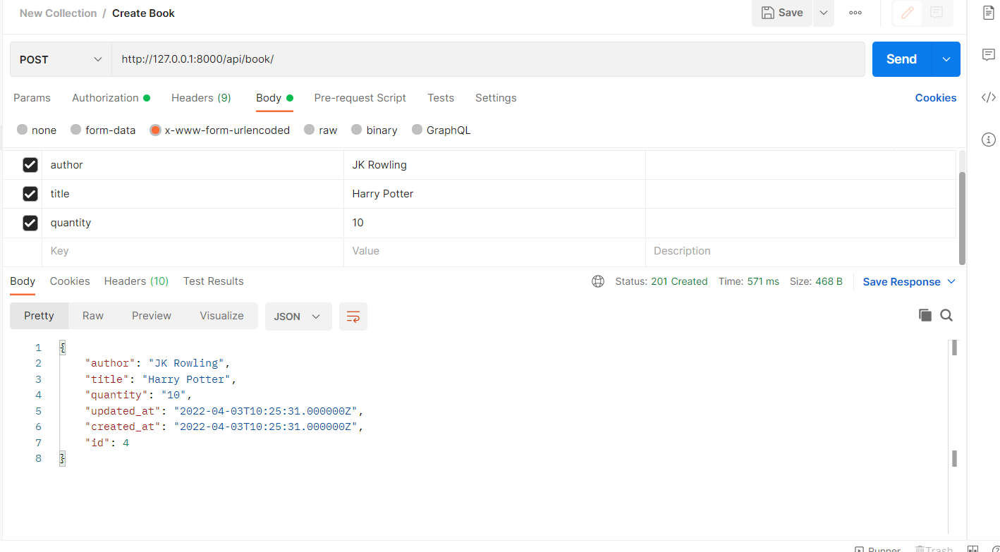 New Collection / Create Book
Save
POST
http://127.0.0.1:8000/api/book/
Send
Params Authorization Headers (9) Body Pre-request Script Tests Settings Cookies
none form-data x-www-form-urlencoded raw binary GraphQL
author JK Rowling
title Harry Potter
quantity 10
Key Value Description
Body Cookies Headers (10) Test Results Status: 201 Created Time: 571 ms Size: 468 B Save Response
Pretty Raw Preview Visualize JSON
1 {
2 "author": "JK Rowling",
3 "title": "Harry Potter",
4 "quantity": "10",
5 "updated_at": "2022-04-03T10:25:31.000000Z",
6 "created_at": "2022-04-03T10:25:31.000000Z",
7 "id": 4
8 }
Runner Trash